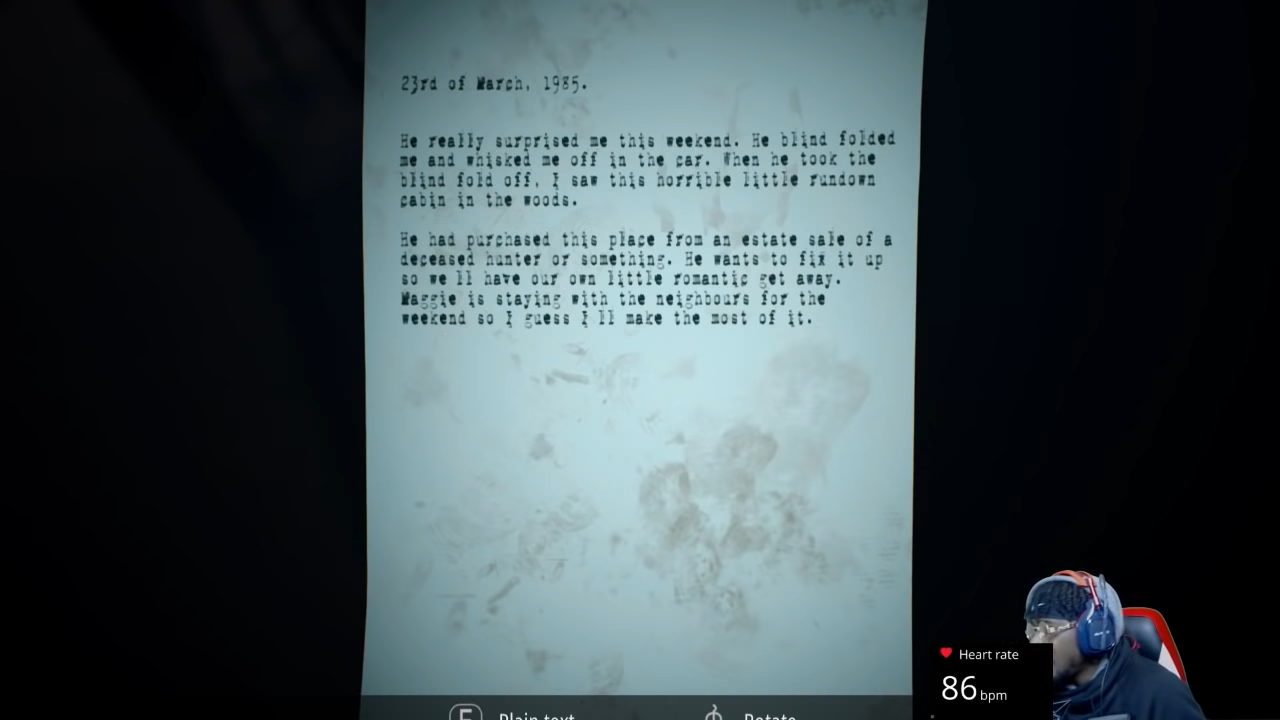 23rd of March, 1985.
He really surprised me this weekend. He blind folded
me and whisked me off in the car. When he took the
blind fold off, I saw this horrible little rundown
cabin in the woods.
He had purchased this place from an estate sale of a
deceased hunter or something. He wants to fix it up
so we ll have our own little romantic get away.
Maggie is staying with the neighbours for the
weekend so I guess I ll make the most of it.
Heart rate
86 bpm
F Plain text Rotate